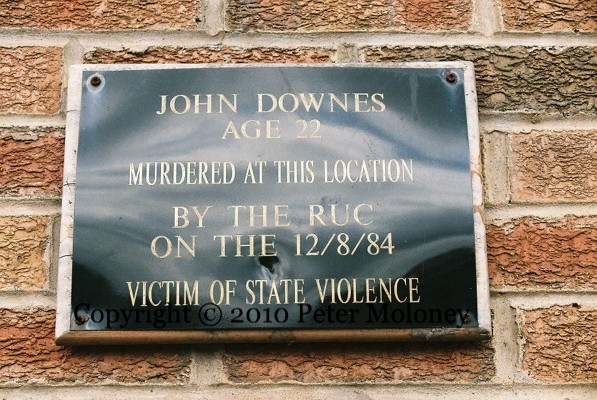 JOHN DOWNES
AGE 22
MURDERED AT THIS LOCATION
BY THE RUC
ON THE 12/8/84
VICTIM OF STATE VIOLENCE
Copyright © 2010 Peter Moloney